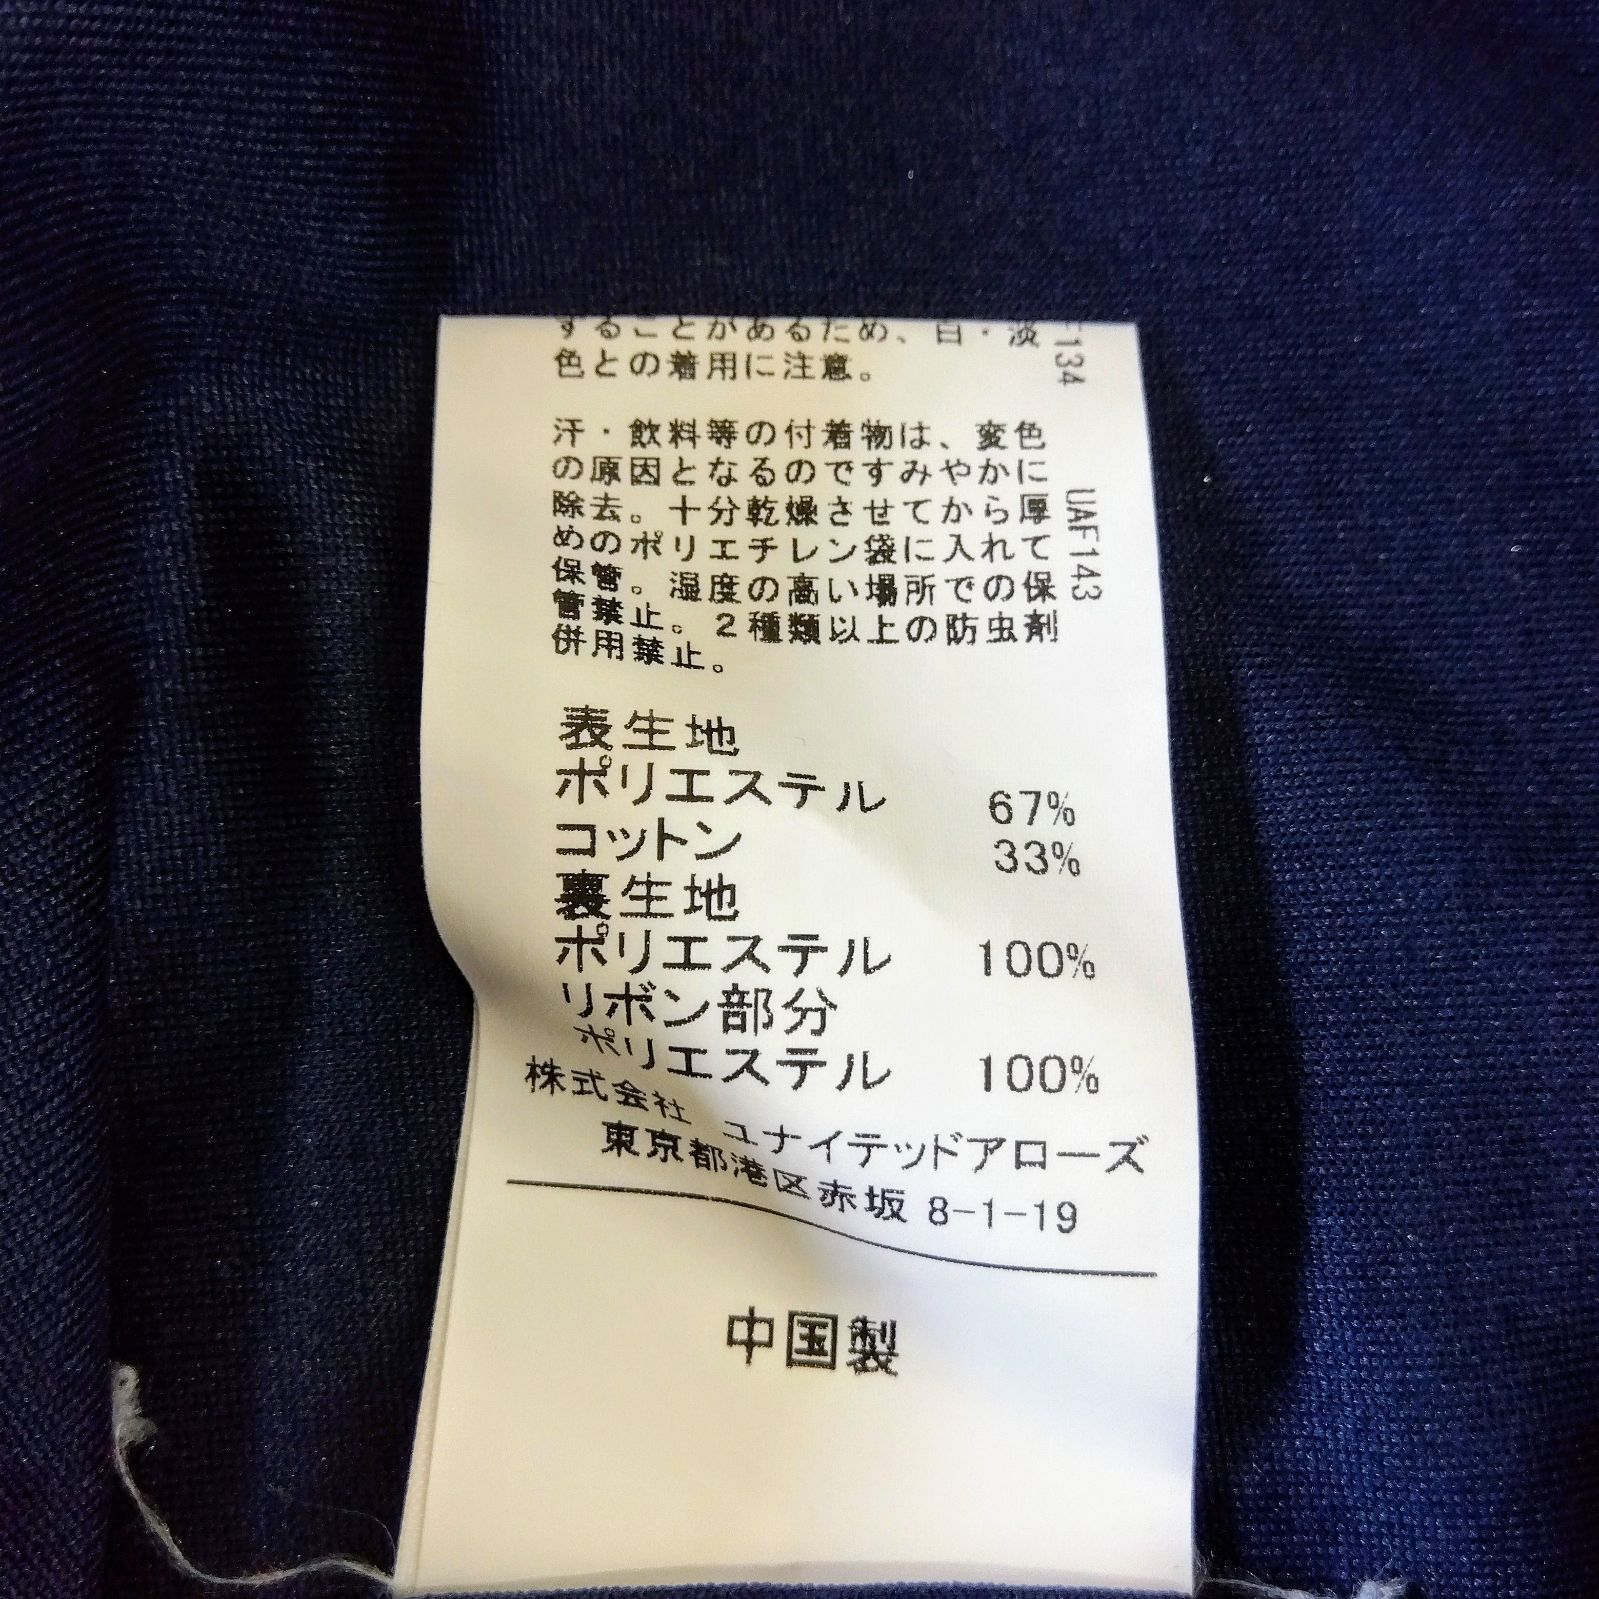 することがあるため、白・淡
色との着用に注意。
汗・飲料等の付着物は、変色
の原因となるのですみやかに
除去。十分乾燥させてから厚
めのポリエチレン袋に入れて
保管。湿度の高い場所での保
管禁止。2種類以上の防虫剤
併用禁止。
F134
UAF143
表生地
ポリエステル 67%
コットン 33%
裏生地
ポリエステル 100%
リボン部分
ポリエステル 100%
株式会社 ユナイテッドアローズ
東京都港区赤坂 8-1-19
中国製